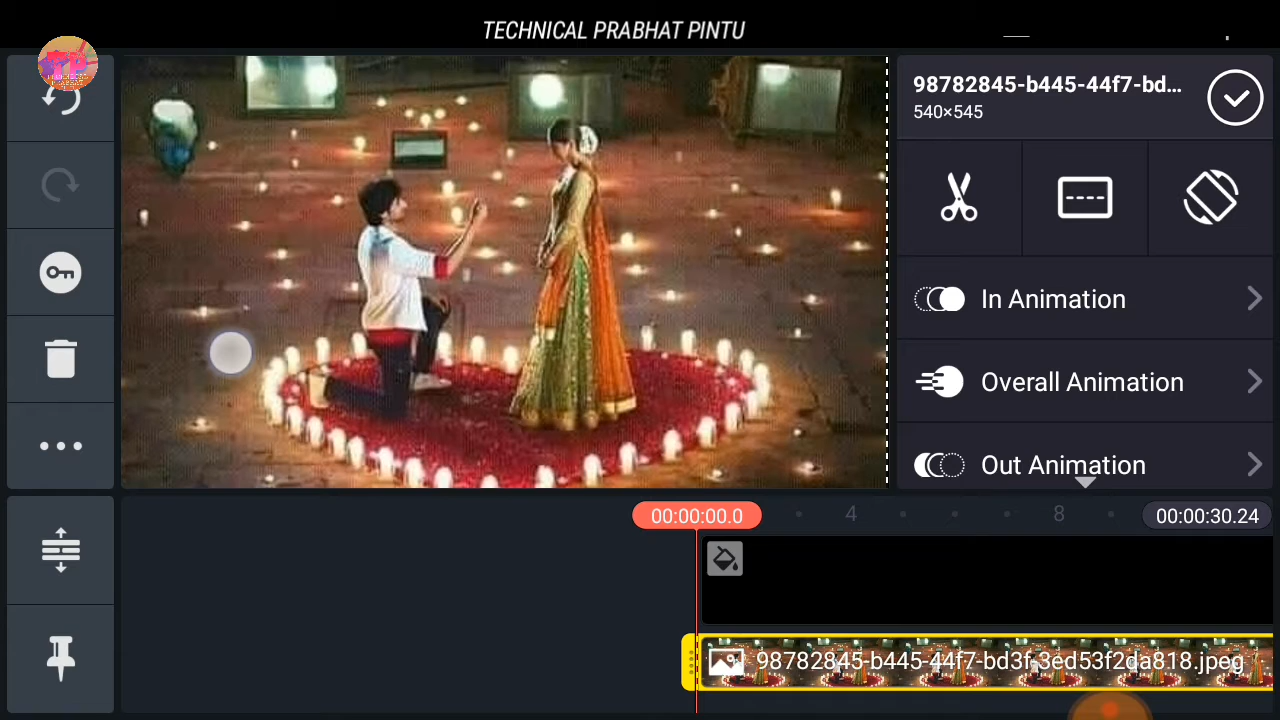 TECHNICAL PRABHAT PINTU
98782845-b445-44f7-bd...
540×545
In Animation
Overall Animation
Out Animation
00:00:00.0
4
8
00:00:30.24
98782845-b445-44f7-bd3f-3ed53f2da818.jpeg